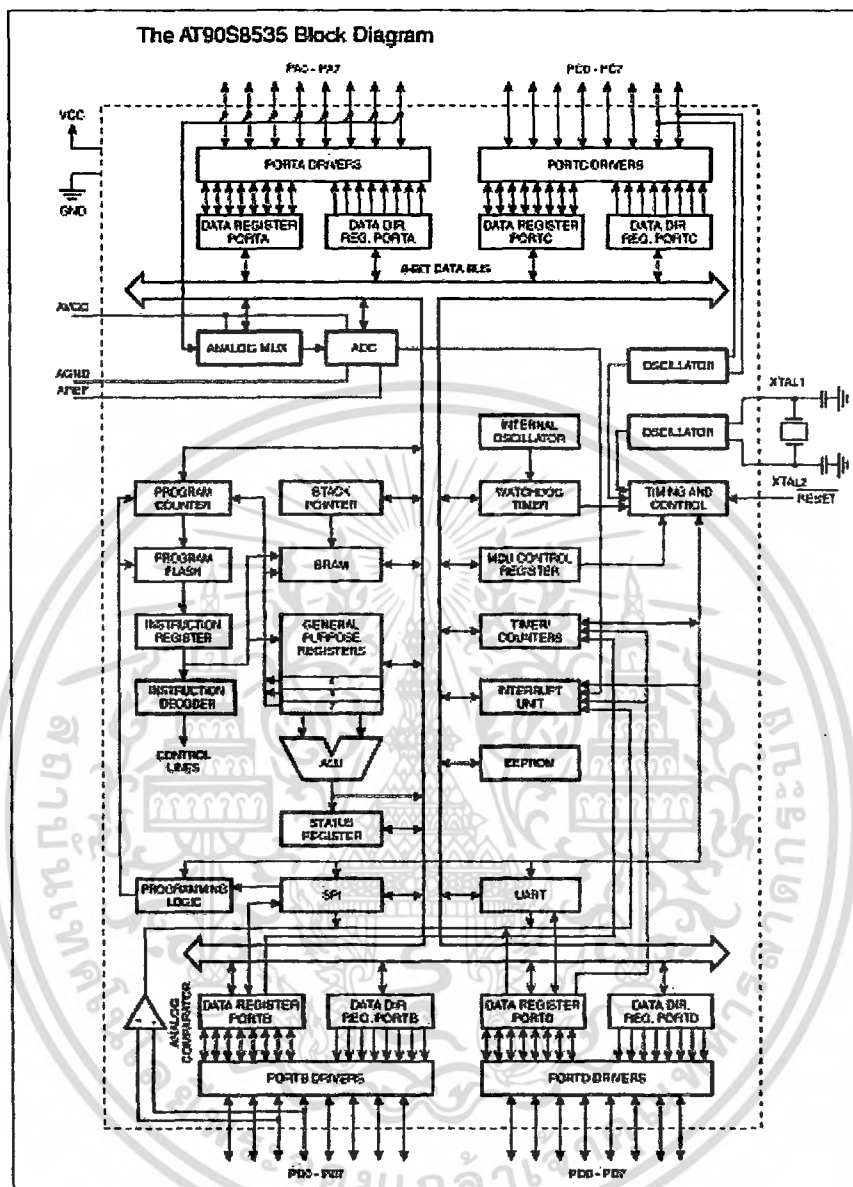 The AT90S8535 Block Diagram
PA0 - PA7
PC0 - PC7
VCC
GND
PORTA DRIVERS
PORTC DRIVERS
DATA REGISTER
PORTA
DATA DIR.
REG. PORTA
DATA REGISTER
PORTC
DATA DIR.
REG. PORTC
8-BIT DATA BUS
AVCC
ANALOG MUX
ADC
AGND
AREF
OSCILLATOR
XTAL1
INTERNAL
OSCILLATOR
OSCILLATOR
XTAL2
RESET
PROGRAM
COUNTER
STACK
POINTER
WATCHDOG
TIMER
TIMING AND
CONTROL
PROGRAM
FLASH
SRAM
MCU CONTROL
REGISTER
INSTRUCTION
REGISTER
GENERAL
PURPOSE
REGISTERS
TIMER/
COUNTERS
INSTRUCTION
DECODER
INTERRUPT
UNIT
CONTROL
LINES
ALU
EEPROM
STATUS
REGISTER
PROGRAMMING
LOGIC
SPI
UART
ANALOG
COMPARATOR
DATA REGISTER
PORTB
DATA DIR.
REG. PORTB
DATA REGISTER
PORTD
DATA DIR.
REG. PORTD
PORTB DRIVERS
PORTD DRIVERS
PB0 - PB7
PD0 - PD7